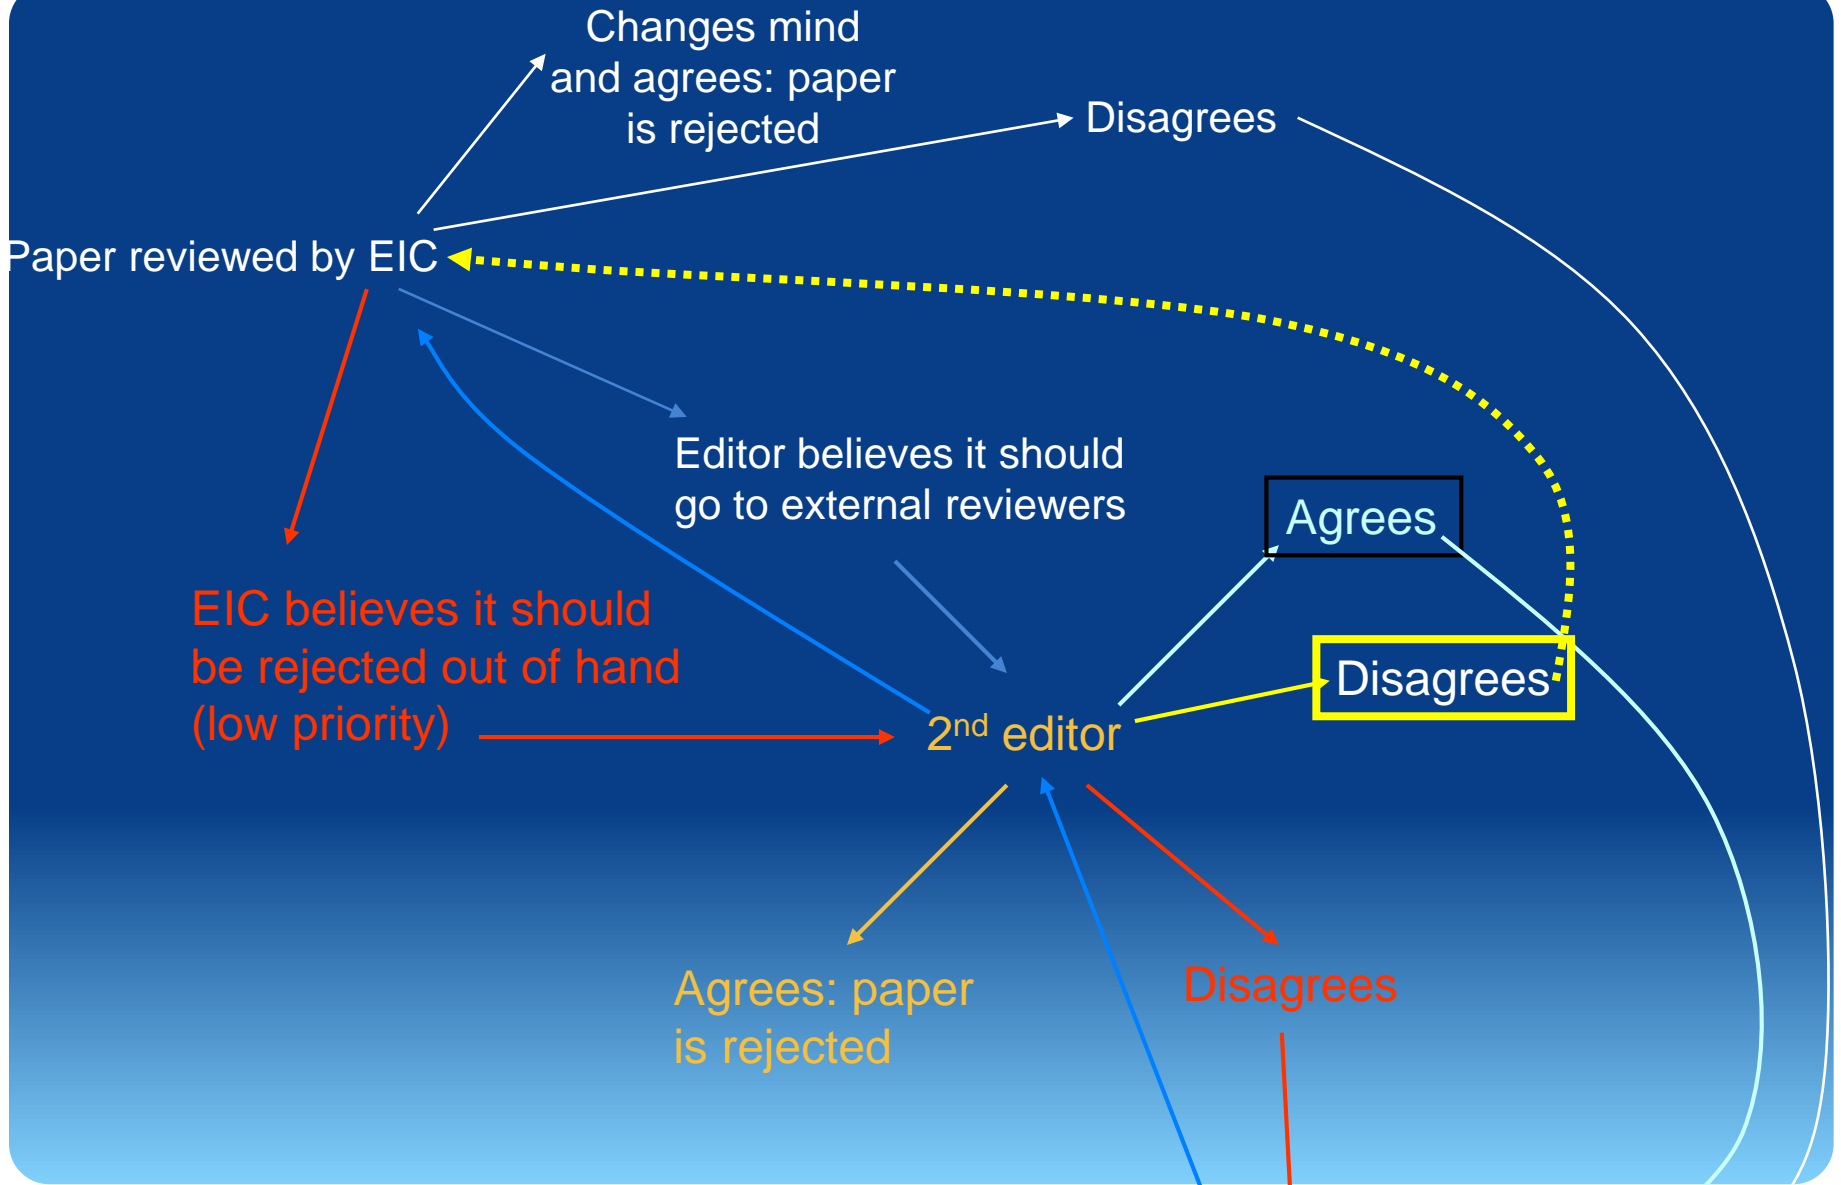 Changes mind
and agrees: paper
is rejected
Disagrees
Paper reviewed by EIC
Editor believes it should
go to external reviewers
Agrees
EIC believes it should
be rejected out of hand
(low priority)
Disagrees
2nd editor
Agrees: paper
is rejected
Disagrees